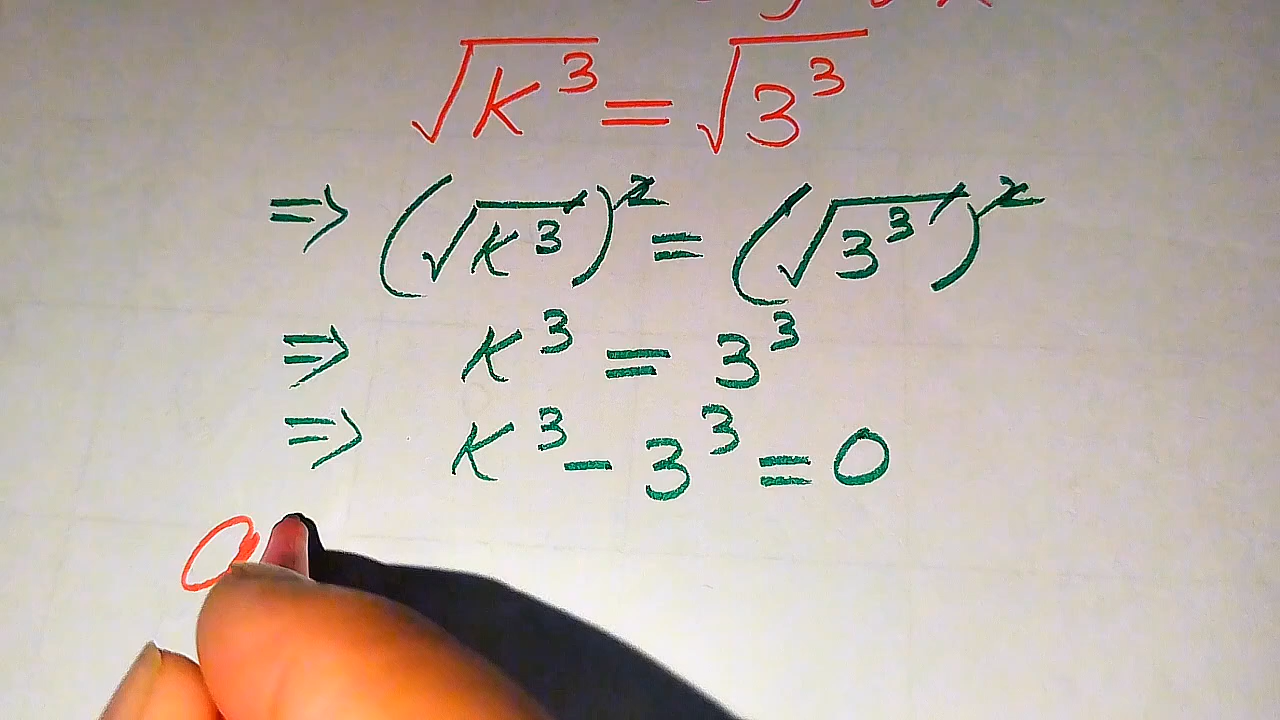 √K³ = √3³
⇒ (√K³)² = (√3³)²
⇒ K³ = 3³
⇒ K³ - 3³ = 0
a